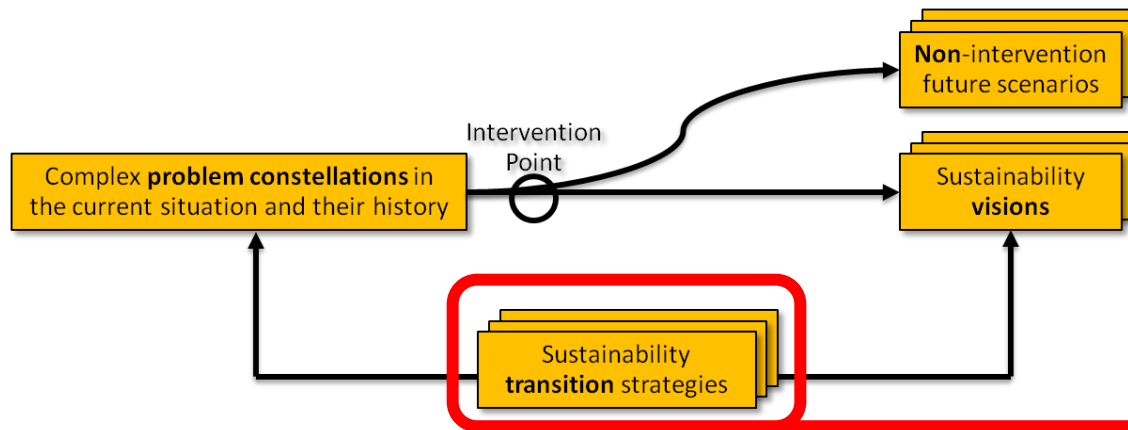 Non-intervention
future scenarios
Intervention
Point
Complex problem constellations in
the current situation and their history
Sustainability
visions
Sustainability
transition strategies